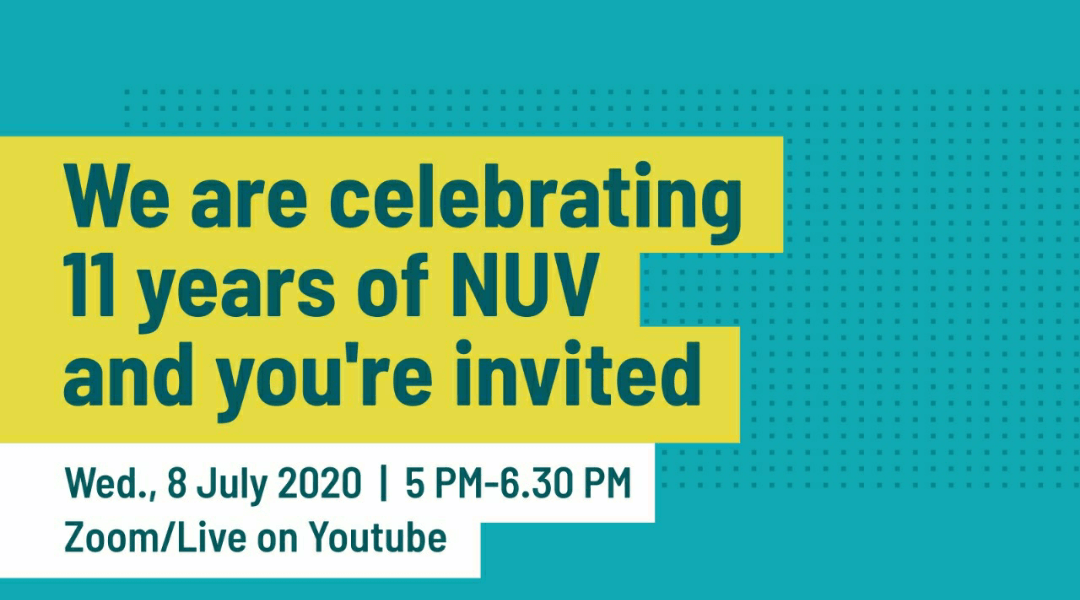 We are celebrating
11 years of NUV
and you're invited
Wed., 8 July 2020 | 5 PM-6.30 PM
Zoom/Live on Youtube